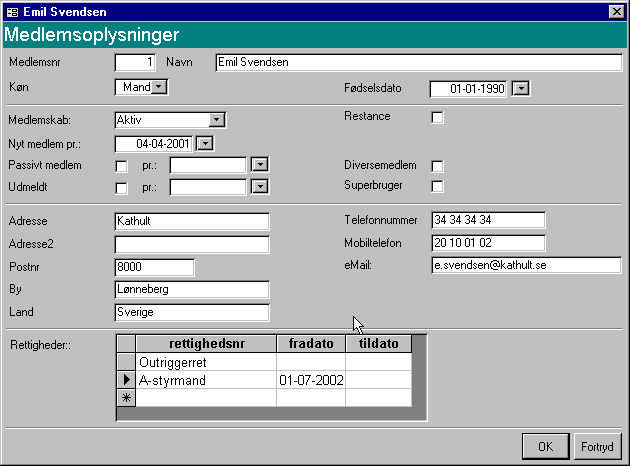 Emil Svendsen
Medlemsoplysninger
Medlemsnr 1 Navn Emil Svendsen
Køn Mand Fødselsdato 01-01-1990
Medlemskab: Aktiv Restance
Nyt medlem pr.: 04-04-2001
Passivt medlem pr.: Diversemedlem
Udmeldt pr.: Superbruger
Adresse Kathult Telefonnummer 34 34 34 34
Adresse2 Mobiltelefon 20 10 01 02
Postnr 8000 eMail: e.svendsen@kathult.se
By Lønneberg
Land Sverige
Rettigheder:: rettighedsnr fradato tildato
Outriggerret
A-styrmand 01-07-2002
OK Fortryd